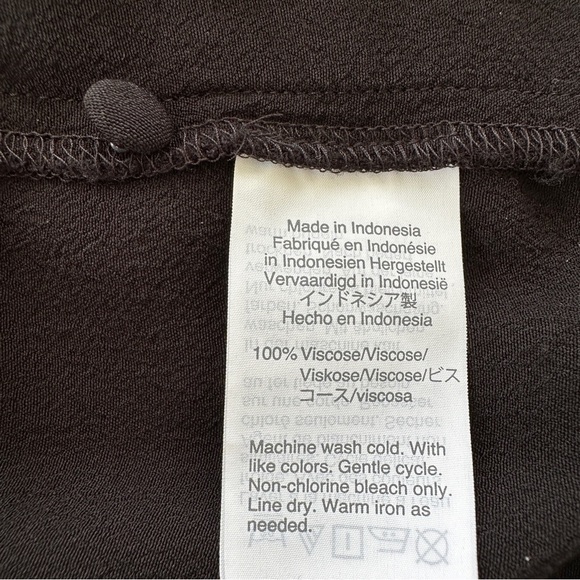 Made in Indonesia
Fabriqué en Indonésie
in Indonesien Hergestellt
Vervaardigd in Indonesië
インドネシア製
Hecho en Indonesia
100% Viscose/Viscose/
Viskose/Viscose/ビス
コース/viscosa
Machine wash cold. With
like colors. Gentle cycle.
Non-chlorine bleach only.
Line dry. Warm iron as
needed.